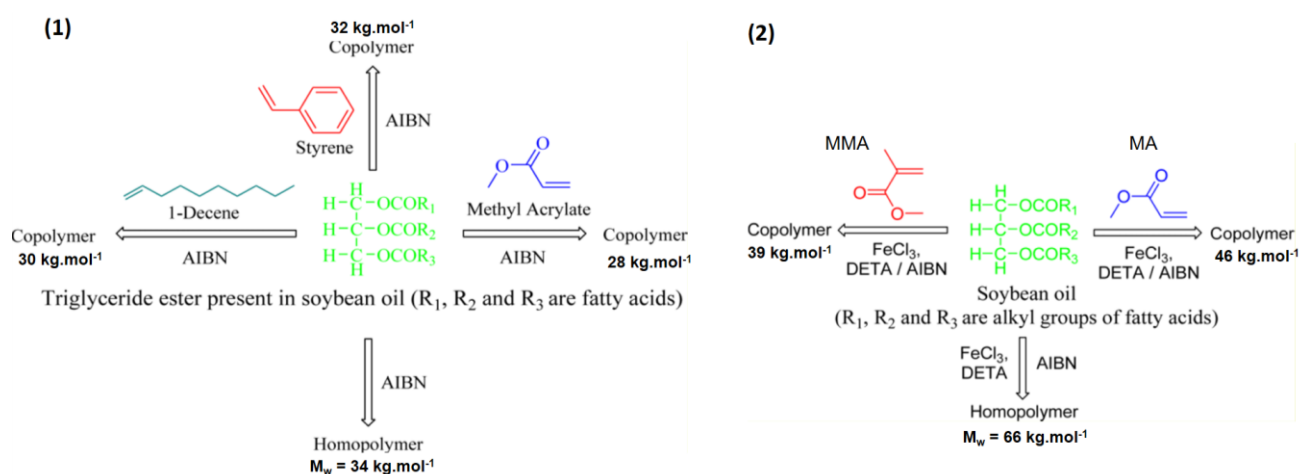 (1)
32 kg.mol-1
Copolymer
AIBN
Styrene
O
O
1-Decene
Methyl Acrylate
H
H–C–OCOR1
H–C–OCOR2
H–C–OCOR3
H
Copolymer
30 kg.mol-1
AIBN
AIBN
Copolymer
28 kg.mol-1
Triglyceride ester present in soybean oil (R1, R2 and R3 are fatty acids)
AIBN
Homopolymer
Mw = 34 kg.mol-1
(2)
MMA
MA
O
O
O
O
H
H–C–OCOR1
H–C–OCOR2
H–C–OCOR3
H
Copolymer
39 kg.mol-1
FeCl3,
DETA / AIBN
FeCl3,
DETA / AIBN
Copolymer
46 kg.mol-1
Soybean oil
(R1, R2 and R3 are alkyl groups of fatty acids)
FeCl3,
DETA
AIBN
Homopolymer
Mw = 66 kg.mol-1